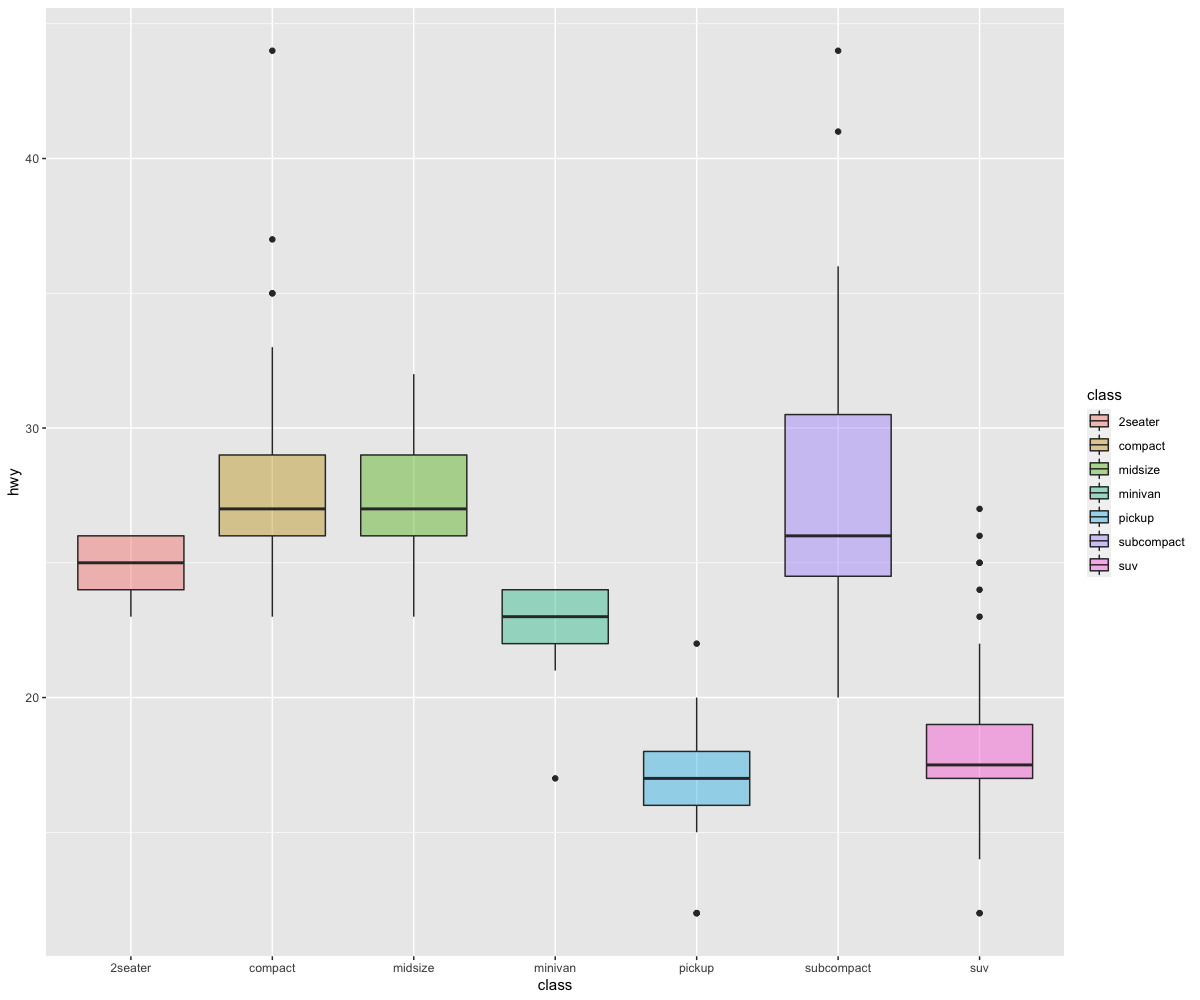 hwy
40
30
20
2seater compact midsize minivan pickup subcompact suv
class
class
2seater
compact
midsize
minivan
pickup
subcompact
suv